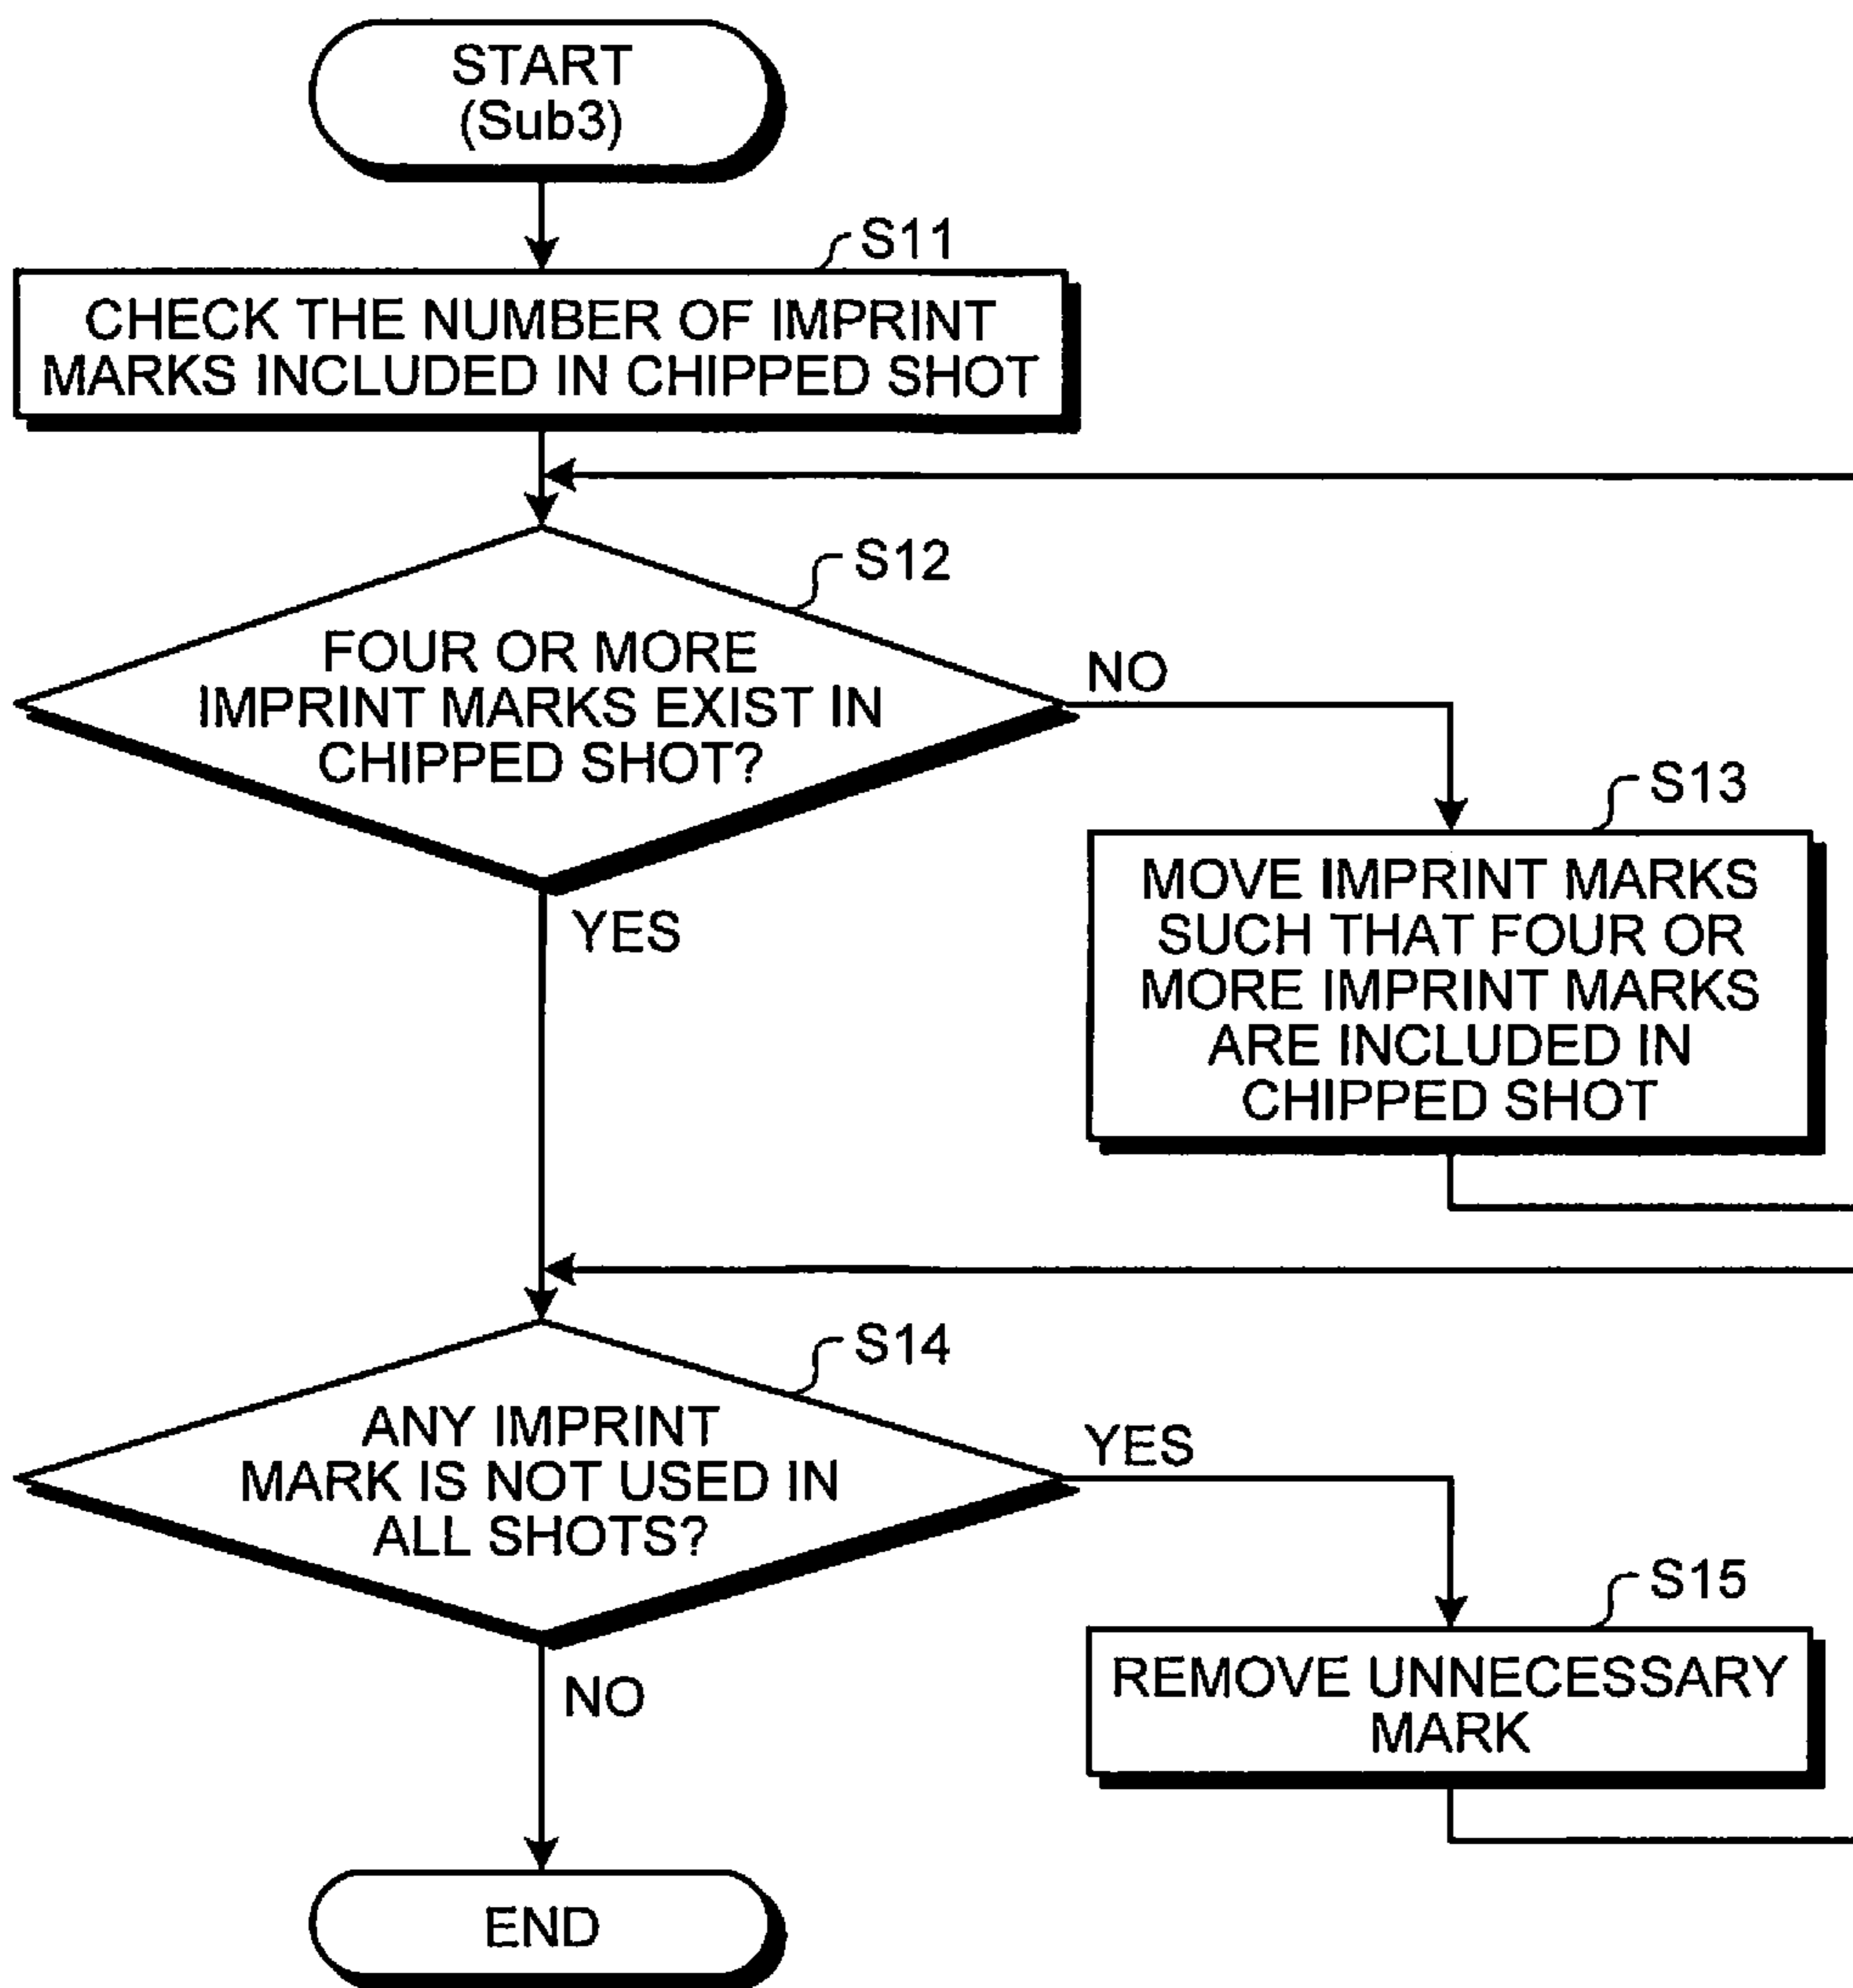 START
(Sub3)
S11
CHECK THE NUMBER OF IMPRINT
MARKS INCLUDED IN CHIPPED SHOT
S12
FOUR OR MORE
IMPRINT MARKS EXIST IN
CHIPPED SHOT?
NO
YES
S13
MOVE IMPRINT MARKS
SUCH THAT FOUR OR
MORE IMPRINT MARKS
ARE INCLUDED IN
CHIPPED SHOT
S14
ANY IMPRINT
MARK IS NOT USED IN
ALL SHOTS?
YES
NO
S15
REMOVE UNNECESSARY
MARK
END